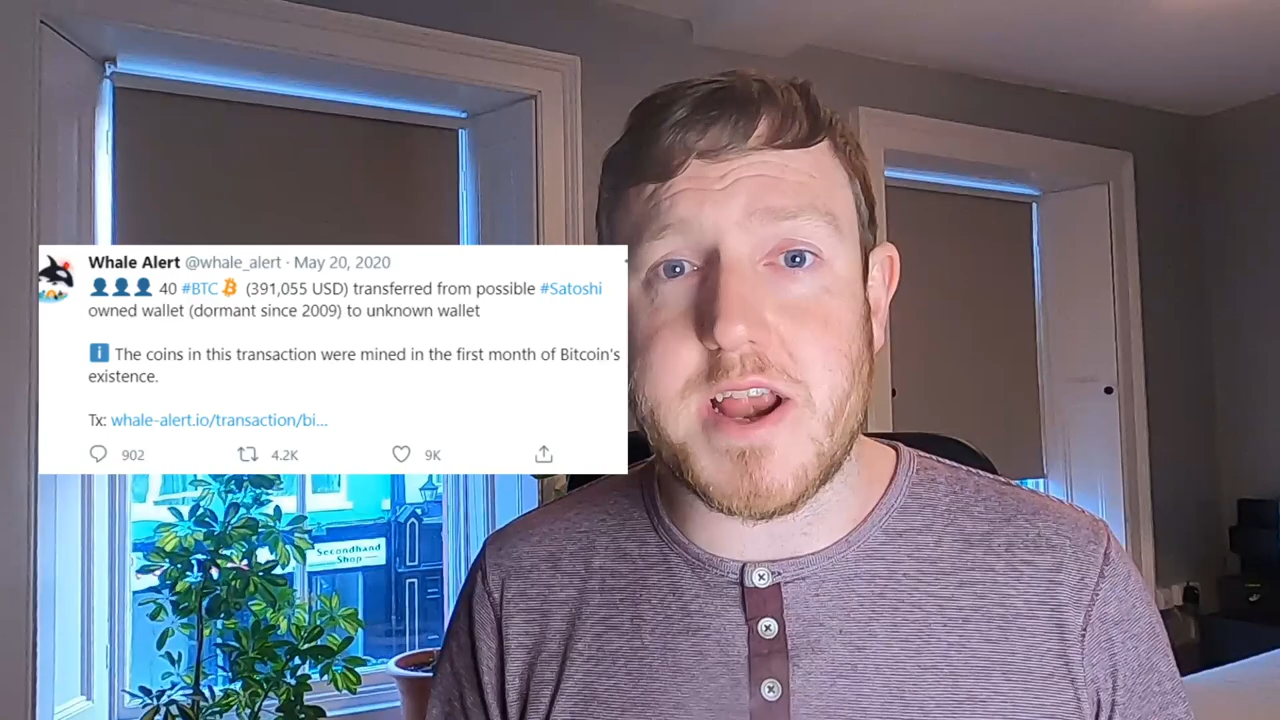 Whale Alert @whale_alert · May 20, 2020
👤👤👤 40 #BTC (391,055 USD) transferred from possible #Satoshi
owned wallet (dormant since 2009) to unknown wallet
ℹ️ The coins in this transaction were mined in the first month of Bitcoin's
existence.
Tx: whale-alert.io/transaction/bi...
902 4.2K 9K
Secondhand
Shop